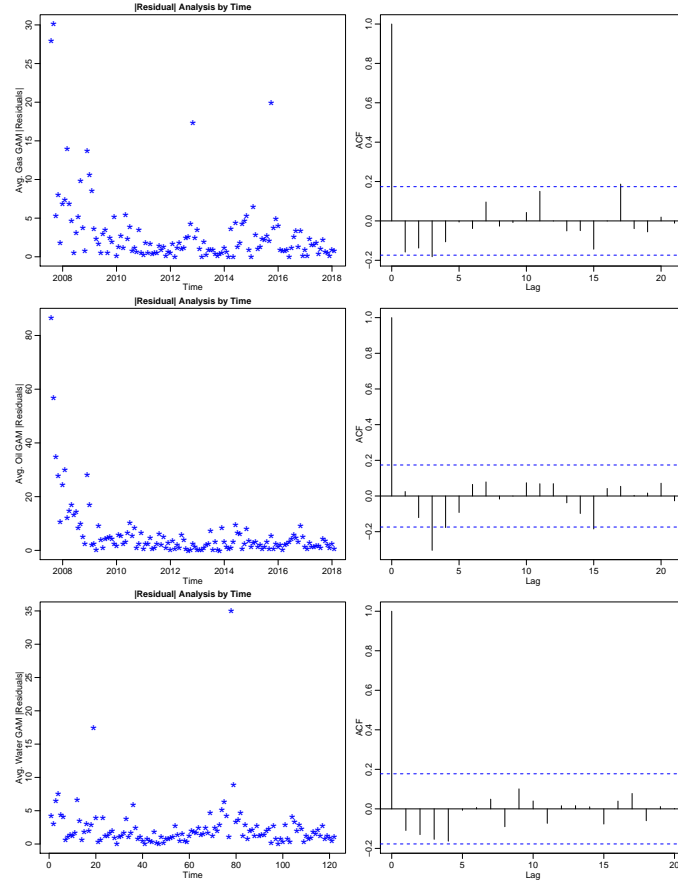 |Residual| Analysis by Time
Avg. Gas GAM |Residuals|
0 5 10 15 20 25 30
2008 2010 2012 2014 2016 2018
Time
ACF
-0.2 0.0 0.2 0.4 0.6 0.8 1.0
0 5 10 15 20
Lag
|Residual| Analysis by Time
Avg. Oil GAM |Residuals|
0 20 40 60 80
2008 2010 2012 2014 2016 2018
Time
ACF
-0.2 0.0 0.2 0.4 0.6 0.8 1.0
0 5 10 15 20
Lag
|Residual| Analysis by Time
Avg. Water GAM |Residuals|
0 5 10 15 20 25 30 35
0 20 40 60 80 100 120
Time
ACF
-0.2 0.0 0.2 0.4 0.6 0.8 1.0
0 5 10 15 20
Lag